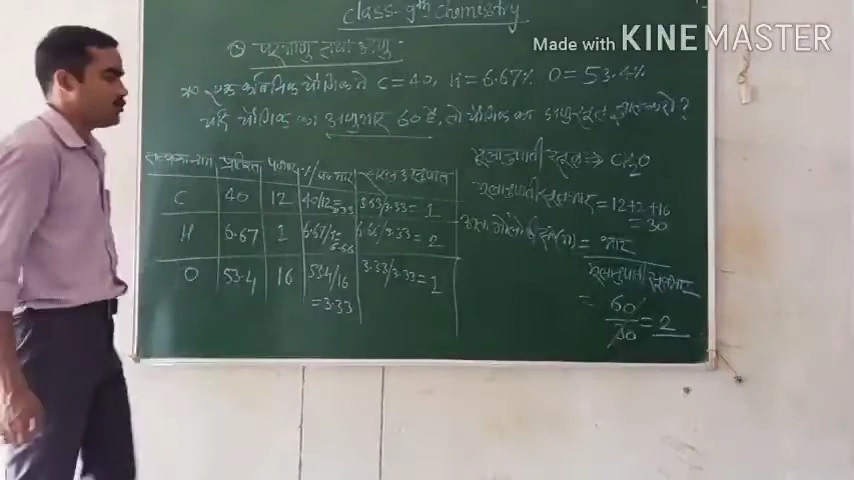 Class-9th Chemistry
Made with KINEMASTER
परमाणु तथा अणु
एक कार्बनिक यौगिक में C=40, H=6.67% O=53.4%
यदि यौगिक का अणुभार 60 है, तो यौगिक का अणुसूत्र ज्ञात करो?
तत्व का नाम प्रतिशत
C 40 12 40/12=3.33 3.33/3.33=1
H 6.67 1 6.67/1=6.66 6.66/3.33=2
O 53.4 16 53.4/16=3.33 3.33/3.33=1
मूलानुपाती सूत्र ⇒ CH2O
मूलानुपाती सूत्र भार = 12+2+16
= 30
= 60/30 = 2